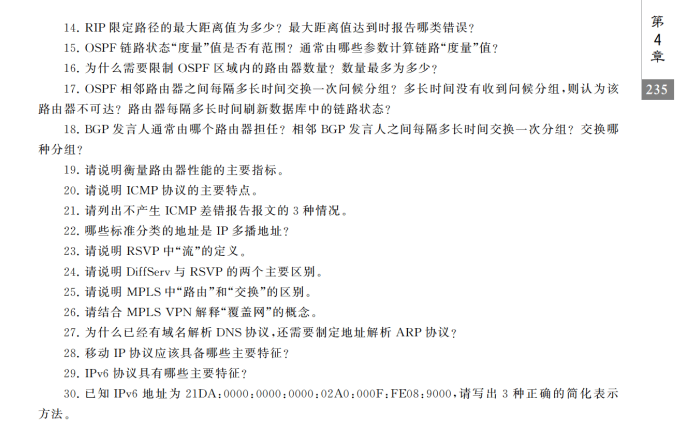 14. RIP 限定路径的最大距离值为多少？最大距离值达到时报告哪类错误？
15. OSPF 链路状态“度量”值是否有范围？通常由哪些参数计算链路“度量”值？
16. 为什么需要限制 OSPF 区域内的路由器数量？数量最多为多少？
17. OSPF 相邻路由器之间每隔多长时间交换一次问候分组？多长时间没有收到问候分组,则认为该
路由器不可达？路由器每隔多长时间刷新数据库中的链路状态？
18. BGP 发言人通常由哪个路由器担任？相邻 BGP 发言人之间每隔多长时间交换一次分组？交换哪
种分组？
19. 请说明衡量路由器性能的主要指标。
20. 请说明 ICMP 协议的主要特点。
21. 请列出不产生 ICMP 差错报告报文的 3 种情况。
22. 哪些标准分类的地址是 IP 多播地址？
23. 请说明 RSVP 中“流”的定义。
24. 请说明 DiffServ 与 RSVP 的两个主要区别。
25. 请说明 MPLS 中“路由”和“交换”的区别。
26. 请结合 MPLS VPN 解释“覆盖网”的概念。
27. 为什么已经有域名解析 DNS 协议,还需要制定地址解析 ARP 协议？
28. 移动 IP 协议应该具备哪些主要特征？
29. IPv6 协议具有哪些主要特征？
30. 已知 IPv6 地址为 21DA:0000:0000:0000:02A0:000F:FE08:9000,请写出 3 种正确的简化表示
方法。
第
4
章
235